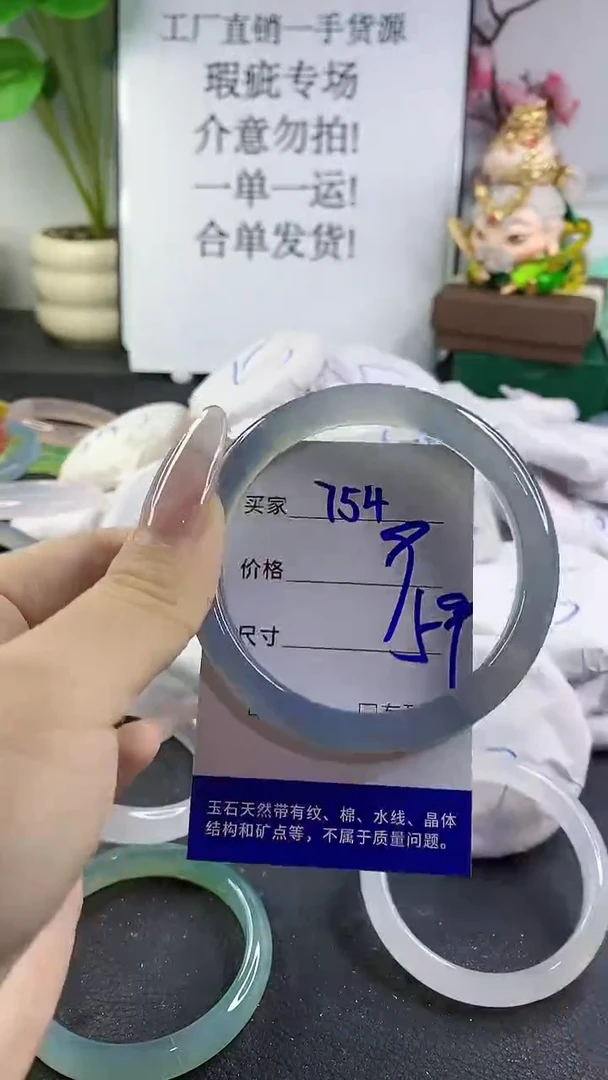 工厂直销一手货源
瑕疵专场
介意勿拍!
一单一运!
合单发货!
买家 754
价格
尺寸 59
玉石天然带有纹、棉、水线、晶体
结构和矿点等，不属于质量问题。